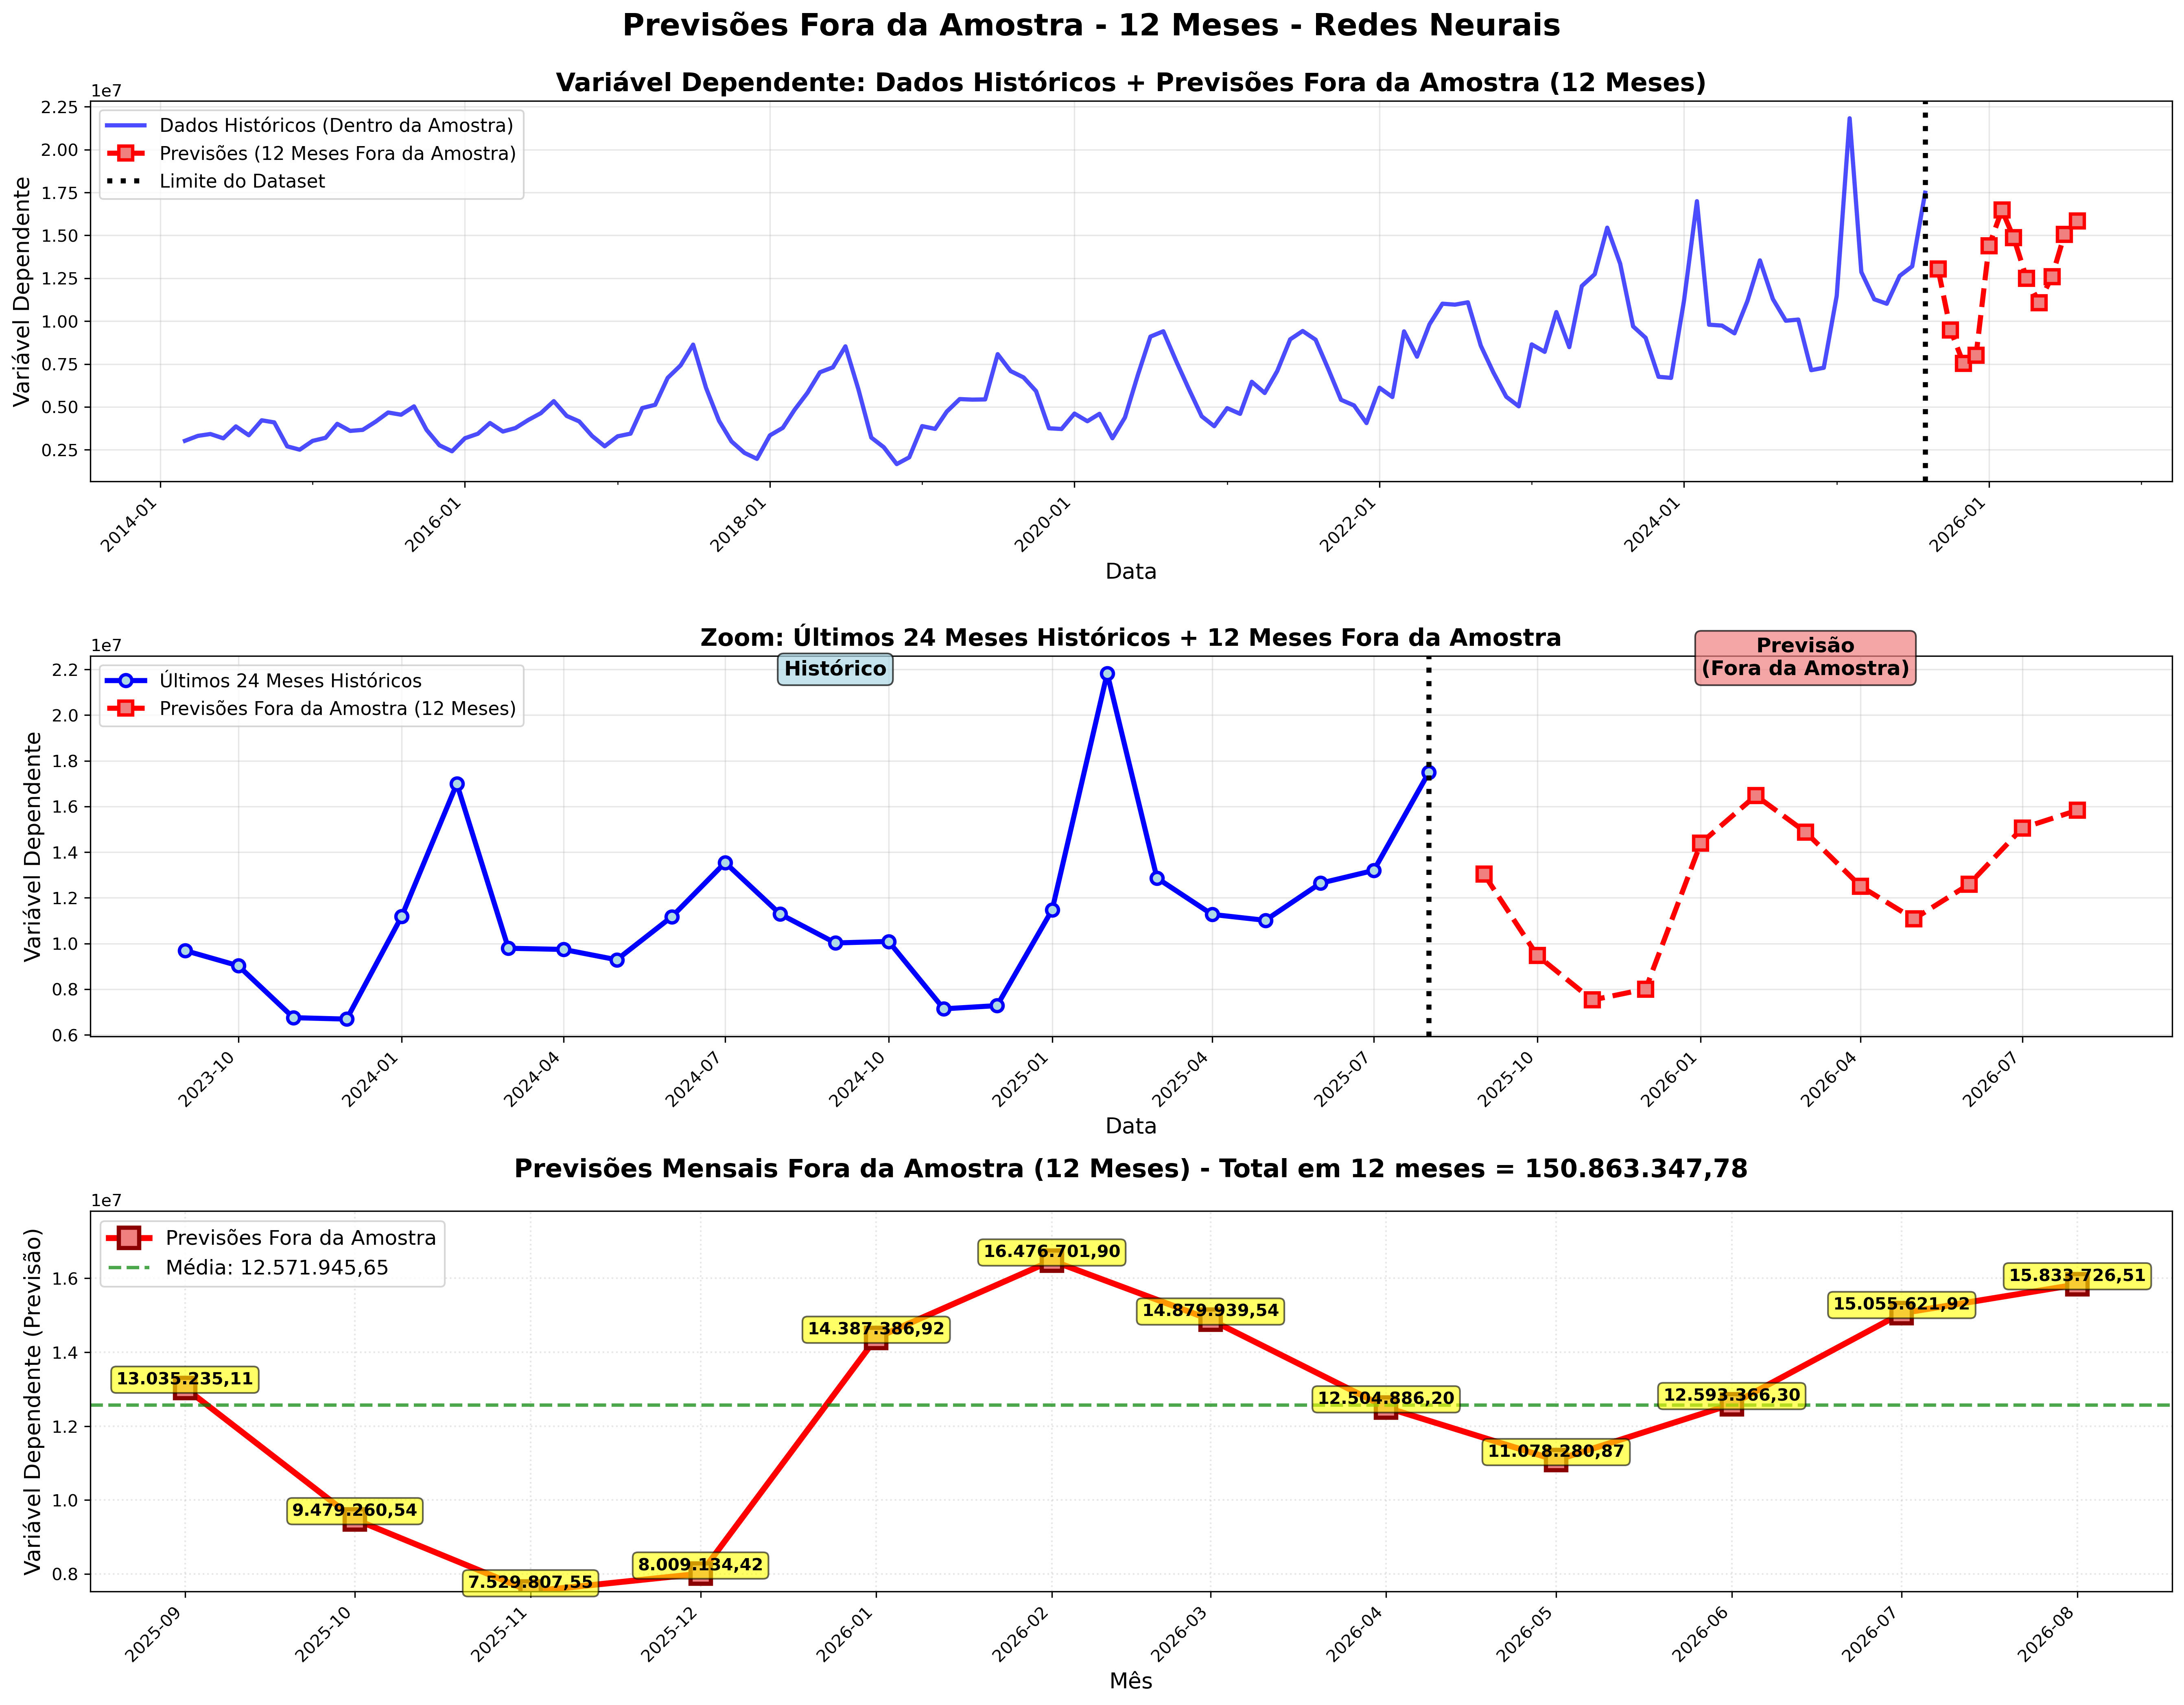 Previsões Fora da Amostra - 12 Meses - Redes Neurais
Variável Dependente: Dados Históricos + Previsões Fora da Amostra (12 Meses)
1e7
Dados Históricos (Dentro da Amostra)
Previsões (12 Meses Fora da Amostra)
Limite do Dataset
Variável Dependente
2.25
2.00
1.75
1.50
1.25
1.00
0.75
0.50
0.25
2014-01
2016-01
2018-01
2020-01
2022-01
2024-01
2026-01
Data
Zoom: Últimos 24 Meses Históricos + 12 Meses Fora da Amostra
1e7
Últimos 24 Meses Históricos
Previsões Fora da Amostra (12 Meses)
Histórico
Previsão
(Fora da Amostra)
Variável Dependente
2.2
2.0
1.8
1.6
1.4
1.2
1.0
0.8
0.6
2023-10
2024-01
2024-04
2024-07
2024-10
2025-01
2025-04
2025-07
2025-10
2026-01
2026-04
2026-07
Data
Previsões Mensais Fora da Amostra (12 Meses) - Total em 12 meses = 150.863.347,78
1e7
Previsões Fora da Amostra
Média: 12.571.945,65
Variável Dependente (Previsão)
1.6
1.4
1.2
1.0
0.8
13.035.235,11
9.479.260,54
7.529.807,55
8.009.134,42
14.387.386,92
16.476.701,90
14.879.939,54
12.504.886,20
11.078.280,87
12.593.366,30
15.055.621,92
15.833.726,51
2025-09
2025-10
2025-11
2025-12
2026-01
2026-02
2026-03
2026-04
2026-05
2026-06
2026-07
2026-08
Mês